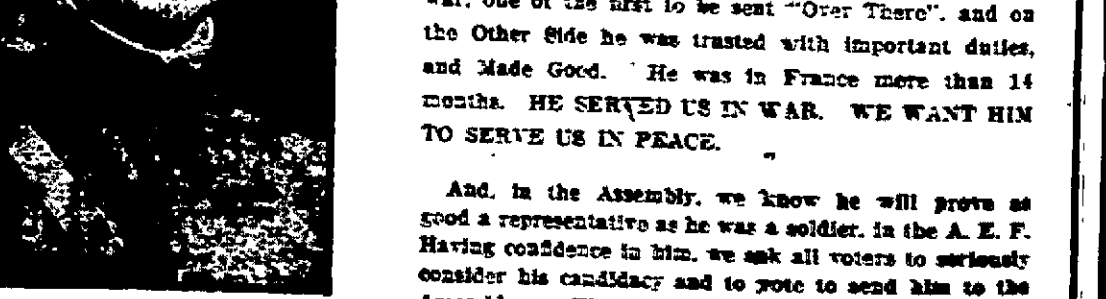 war, one of the first to be sent "Over There", and on
the Other Side he was trusted with important duties,
and Made Good. He was in France more than 14
months. HE SERVED US IN WAR. WE WANT HIM
TO SERVE US IN PEACE.
And, in the Assembly, we know he will prove as
good a representative as he was a soldier, in the A. E. F.
Having confidence in him, we ask all voters to seriously
consider his candidacy and to vote to send him to the